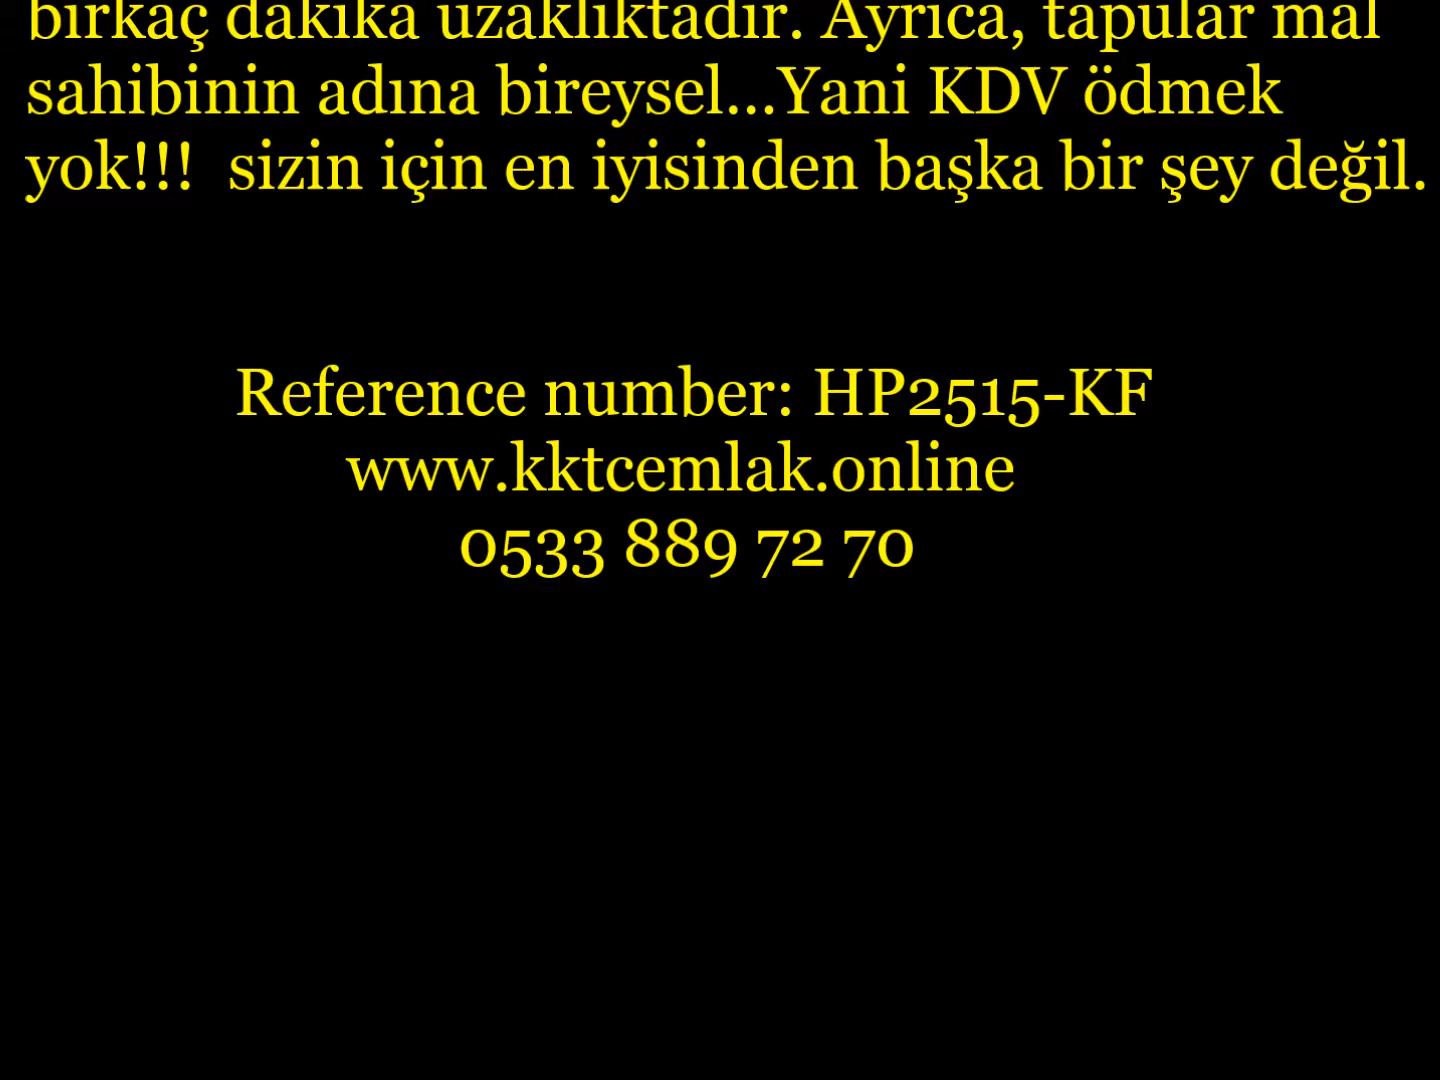 birkaç dakika uzaklıktadır. Ayrıca, tapular mal
sahibinin adına bireysel...Yani KDV ödmek
yok!!!  sizin için en iyisinden başka bir şey değil.
Reference number: HP2515-KF
www.kktcemlak.online
0533 889 72 70